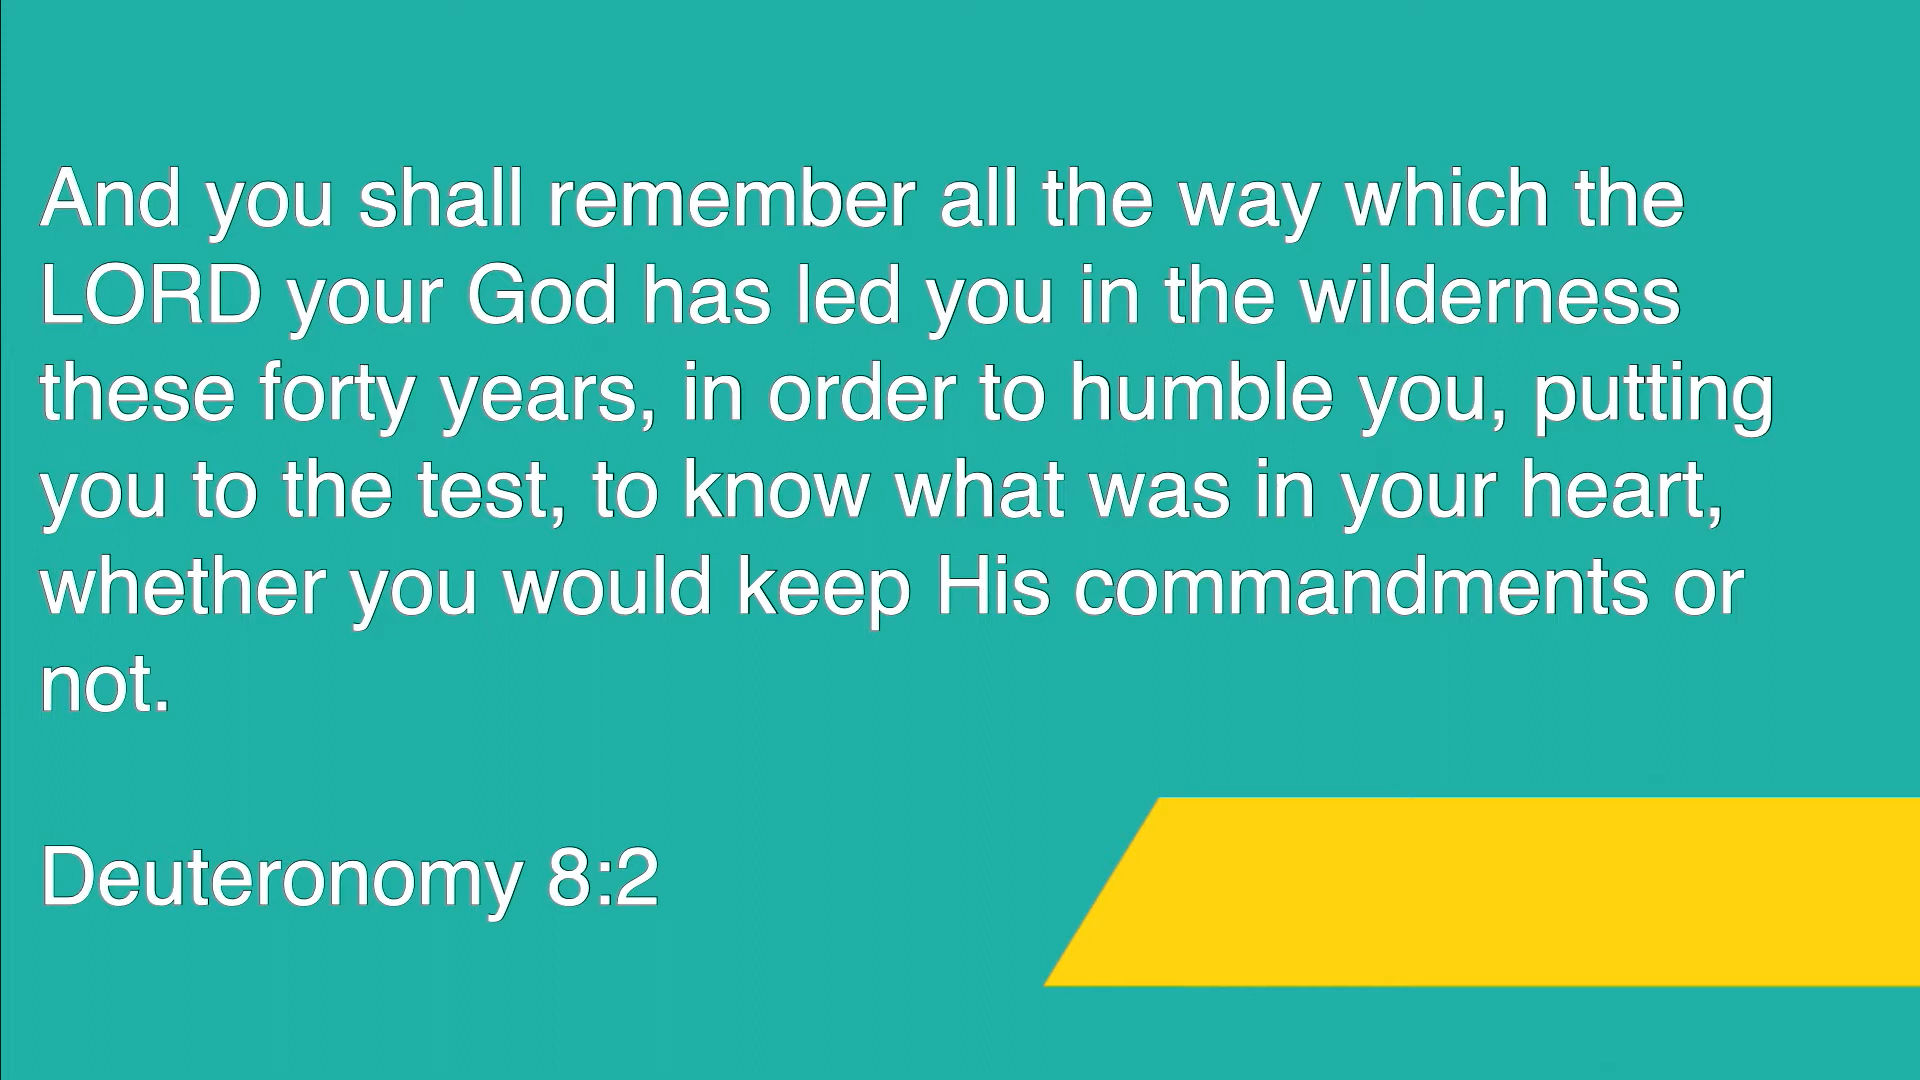 And you shall remember all the way which the
LORD your God has led you in the wilderness
these forty years, in order to humble you, putting
you to the test, to know what was in your heart,
whether you would keep His commandments or
not.
Deuteronomy 8:2